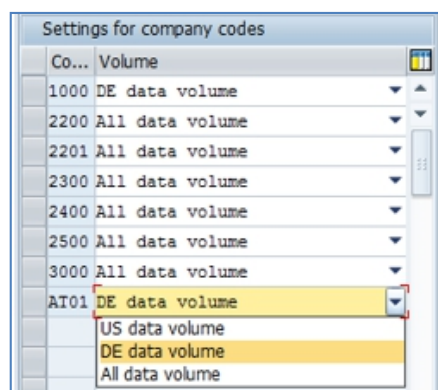 Settings for company codes
Co... Volume
1000 DE data volume
2200 All data volume
2201 All data volume
2300 All data volume
2400 All data volume
2500 All data volume
3000 All data volume
AT01 DE data volume
US data volume
DE data volume
All data volume